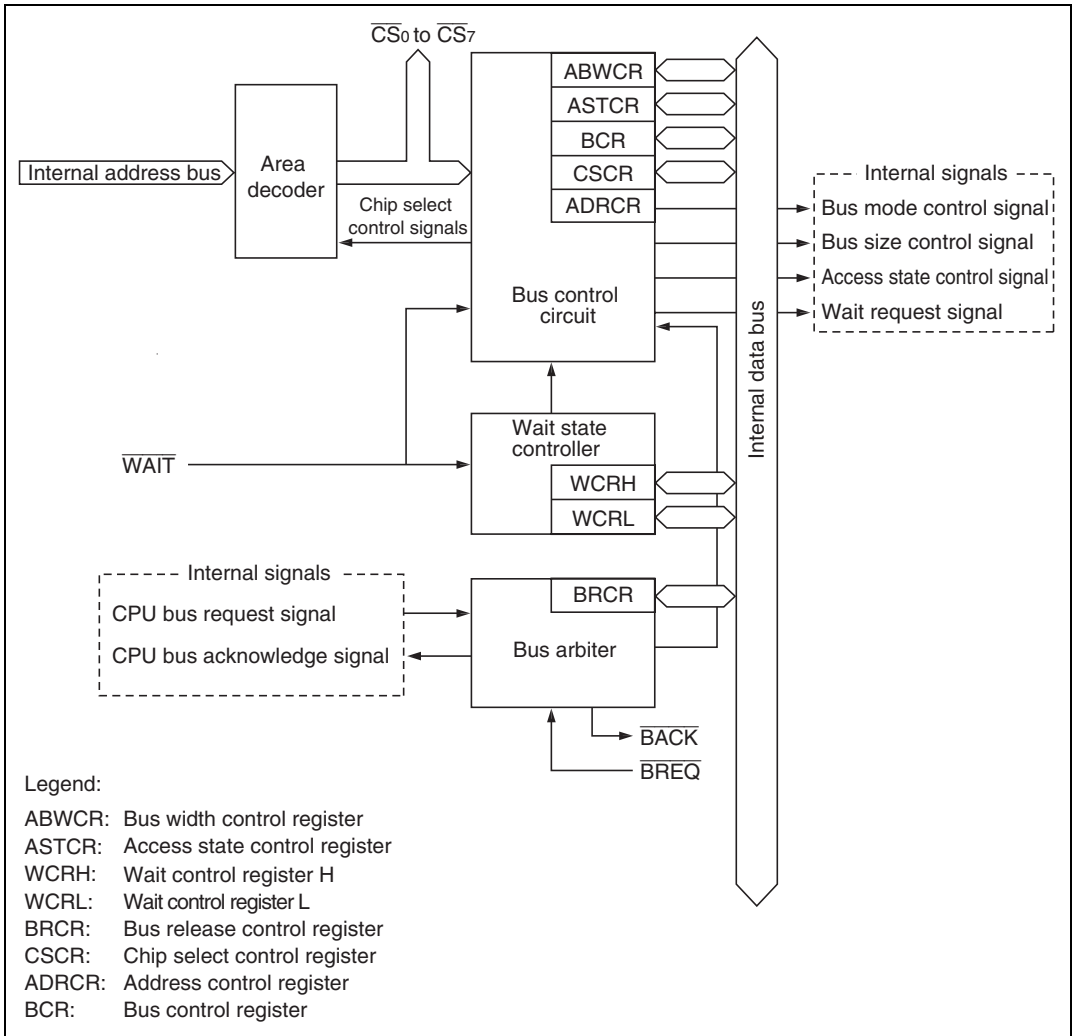 CS0 to CS7
ABWCR
ASTCR
BCR
CSCR
ADRCR
Internal address bus
Area
decoder
Chip select
control signals
Bus control
circuit
Internal signals
Bus mode control signal
Bus size control signal
Access state control signal
Wait request signal
Internal data bus
WAIT
Wait state
controller
WCRH
WCRL
Internal signals
CPU bus request signal
CPU bus acknowledge signal
BRCR
Bus arbiter
BACK
BREQ
Legend:
ABWCR: Bus width control register
ASTCR: Access state control register
WCRH: Wait control register H
WCRL: Wait control register L
BRCR: Bus release control register
CSCR: Chip select control register
ADRCR: Address control register
BCR: Bus control register